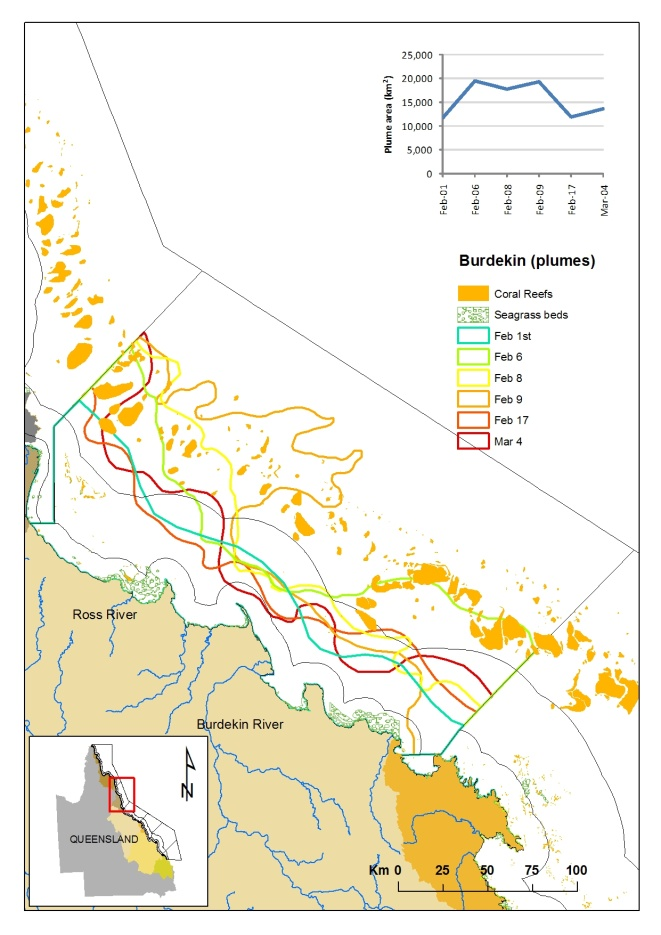 25,000
20,000
15,000
10,000
5,000
0
Plume area (km²)
Feb-01
Feb-06
Feb-08
Feb-09
Feb-17
Mar-04
Burdekin (plumes)
Coral Reefs
Seagrass beds
Feb 1st
Feb 6
Feb 8
Feb 9
Feb 17
Mar 4
Ross River
Burdekin River
N
QUEENSLAND
Km 0 25 50 75 100